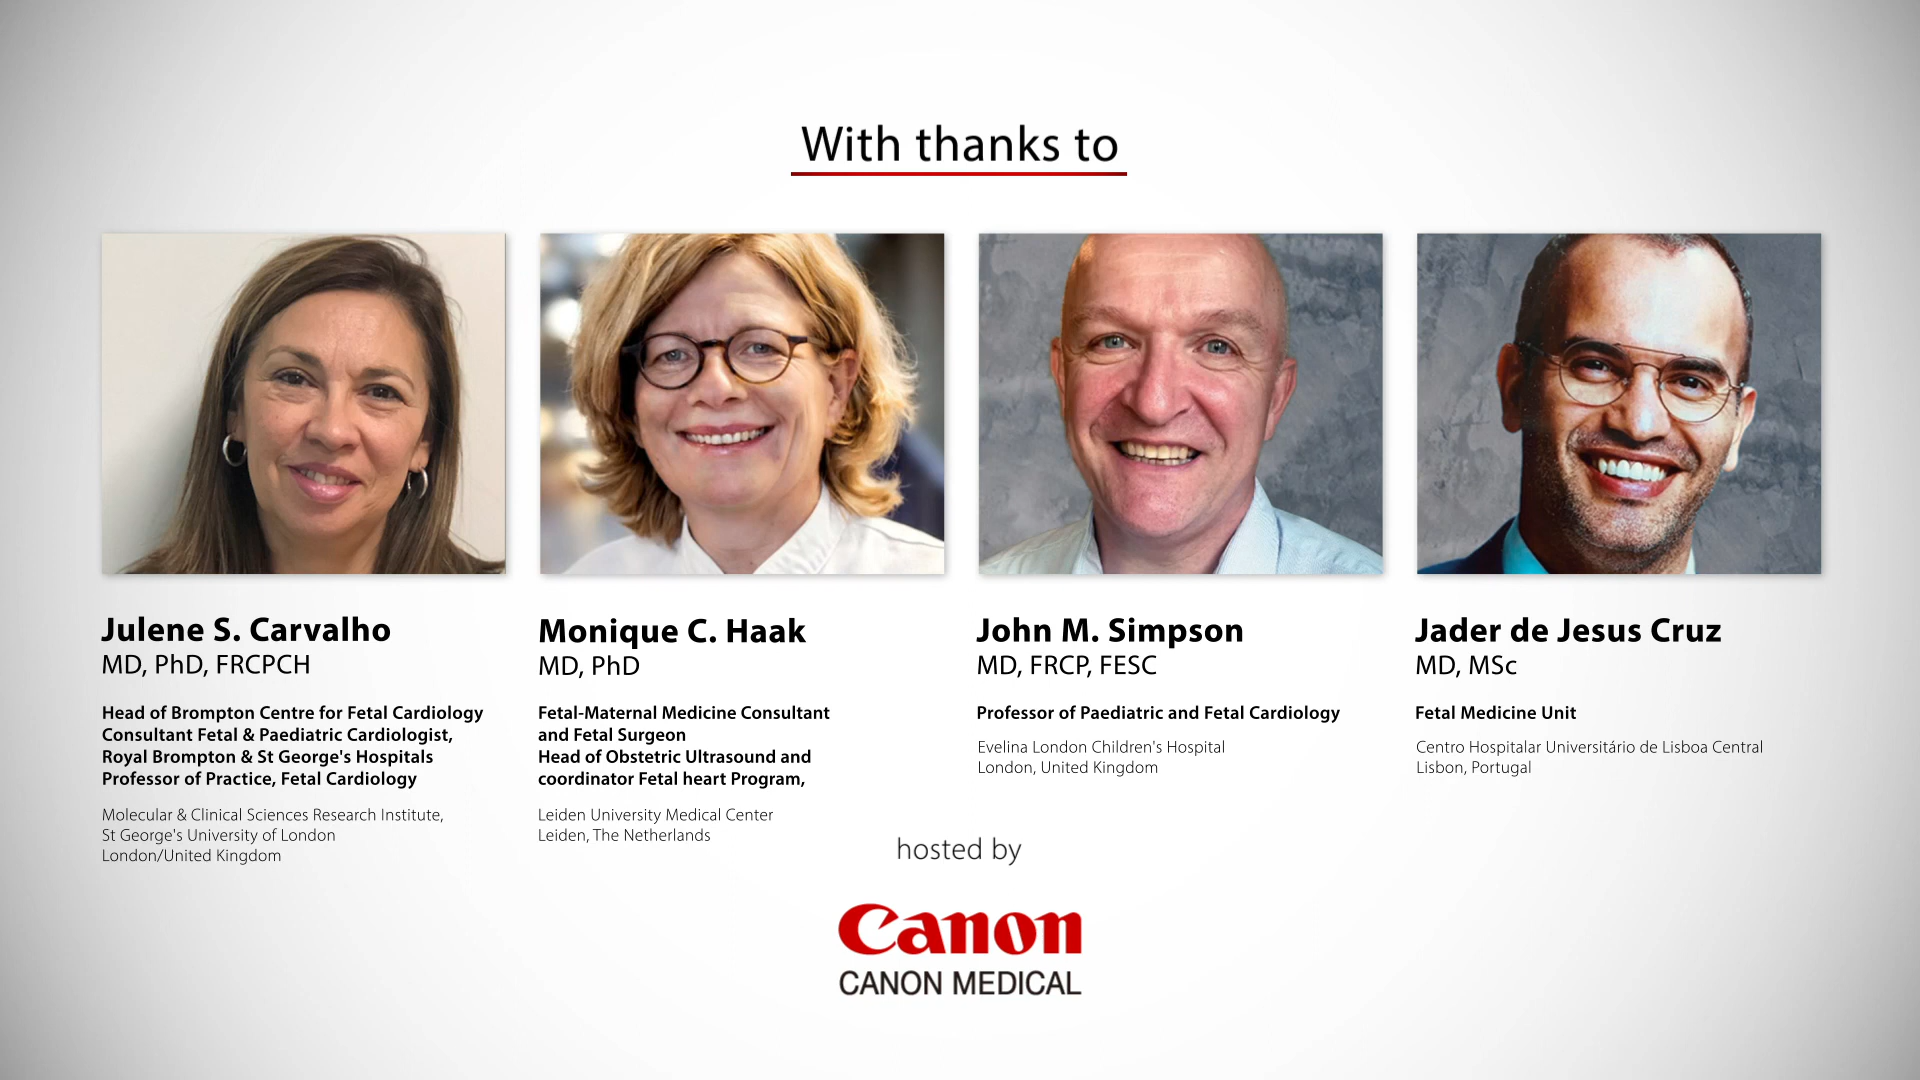 With thanks to
Julene S. Carvalho
MD, PhD, FRCPCH
Head of Brompton Centre for Fetal Cardiology
Consultant Fetal & Paediatric Cardiologist,
Royal Brompton & St George's Hospitals
Professor of Practice, Fetal Cardiology
Molecular & Clinical Sciences Research Institute,
St George's University of London
London/United Kingdom
Monique C. Haak
MD, PhD
Fetal-Maternal Medicine Consultant
and Fetal Surgeon
Head of Obstetric Ultrasound and
coordinator Fetal heart Program,
Leiden University Medical Center
Leiden, The Netherlands
John M. Simpson
MD, FRCP, FESC
Professor of Paediatric and Fetal Cardiology
Evelina London Children's Hospital
London, United Kingdom
Jader de Jesus Cruz
MD, MSc
Fetal Medicine Unit
Centro Hospitalar Universitário de Lisboa Central
Lisbon, Portugal
hosted by
Canon
CANON MEDICAL